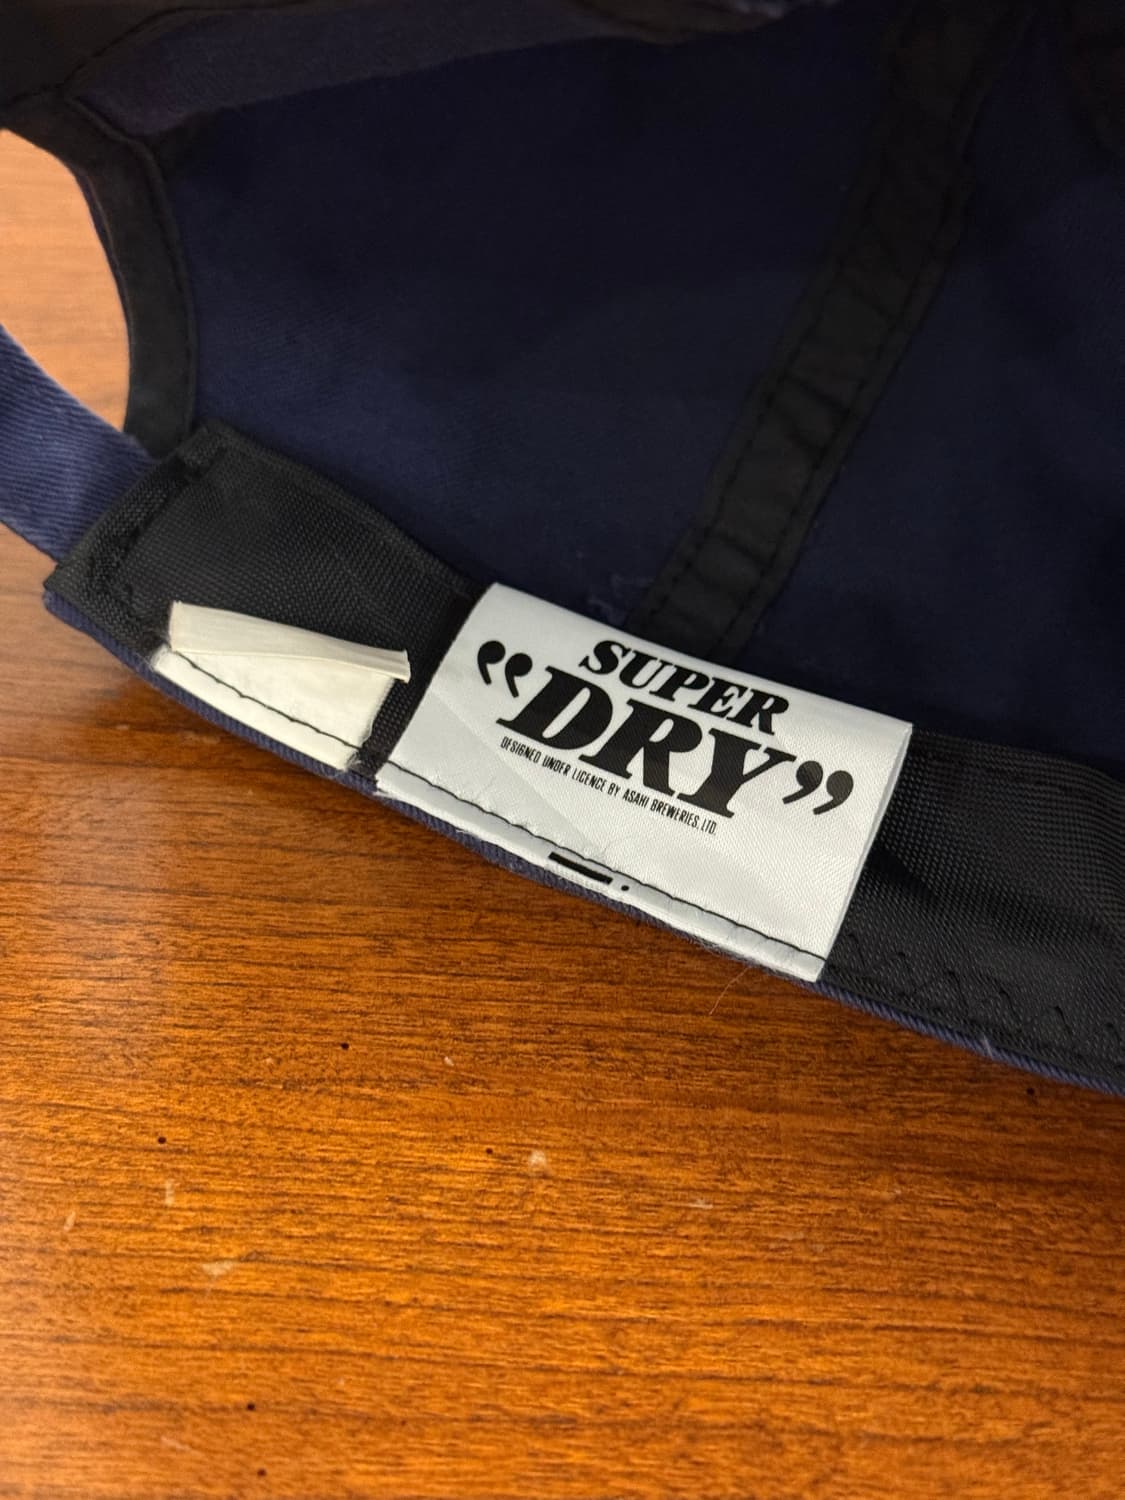 SUPER
"DRY"
DESIGNED UNDER LICENCE BY ASAHI BREWERIES, LTD.